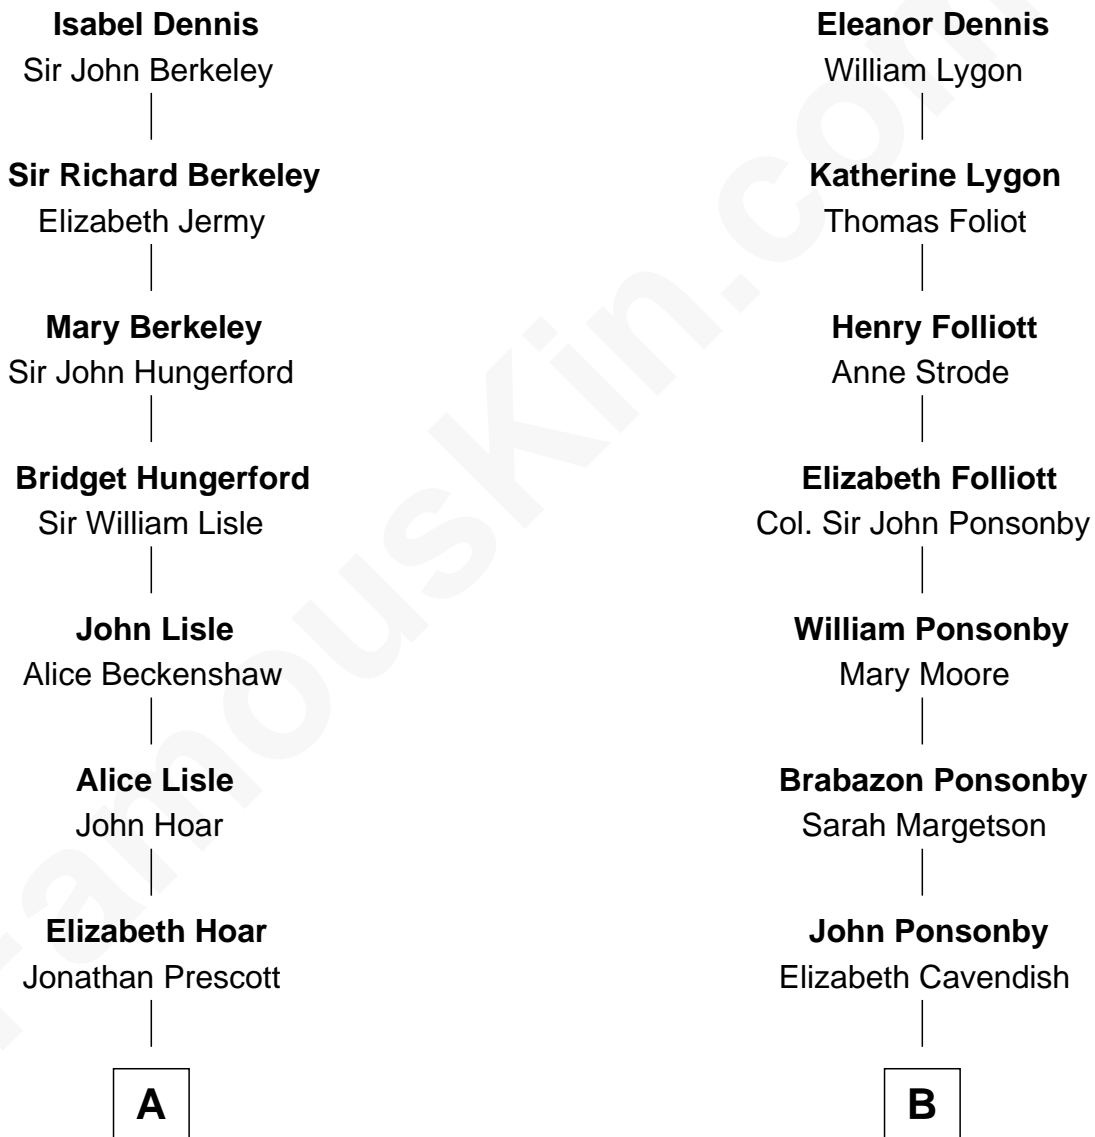 Isabel Dennis
Sir John Berkeley
Sir Richard Berkeley
Elizabeth Jermy
Mary Berkeley
Sir John Hungerford
Bridget Hungerford
Sir William Lisle
John Lisle
Alice Beckenshaw
Alice Lisle
John Hoar
Elizabeth Hoar
Jonathan Prescott
A
Eleanor Dennis
William Lygon
Katherine Lygon
Thomas Foliot
Henry Folliott
Anne Strode
Elizabeth Folliott
Col. Sir John Ponsonby
William Ponsonby
Mary Moore
Brabazon Ponsonby
Sarah Margetson
John Ponsonby
Elizabeth Cavendish
B
FamousKin.com